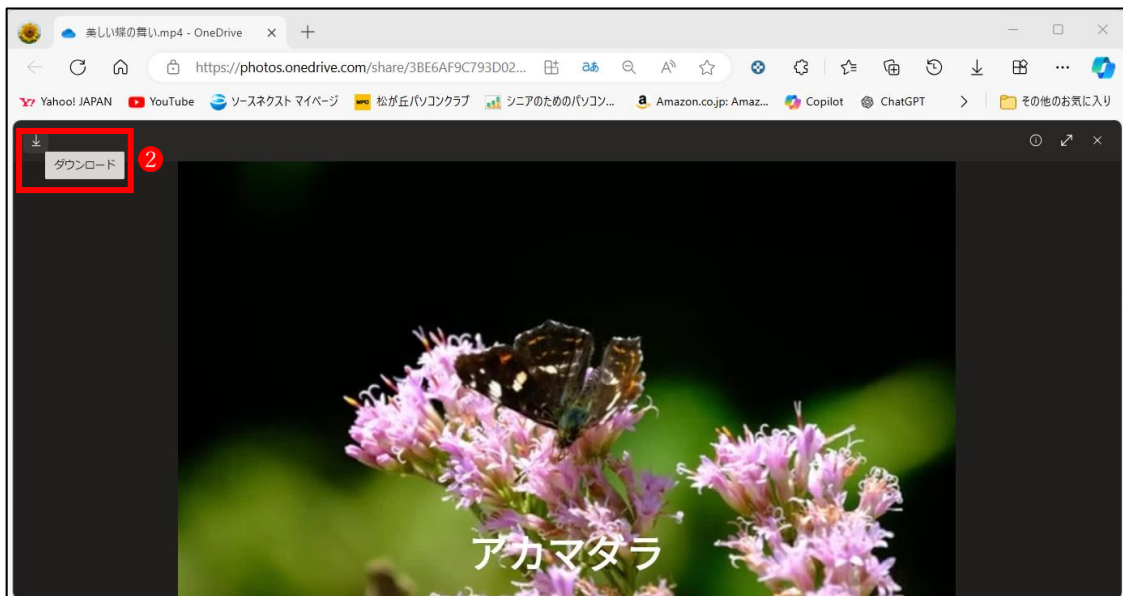 美しい蝶の舞い.mp4 - OneDrive
https://photos.onedrive.com/share/3BE6AF9C793D02...
ああ
A
Yahoo! JAPAN YouTube ソースネクスト マイページ 松が丘パソコンクラブ シニアのためのパソコン... Amazon.co.jp: Amaz... Copilot ChatGPT その他のお気に入り
ダウンロード
2
アカマダラ